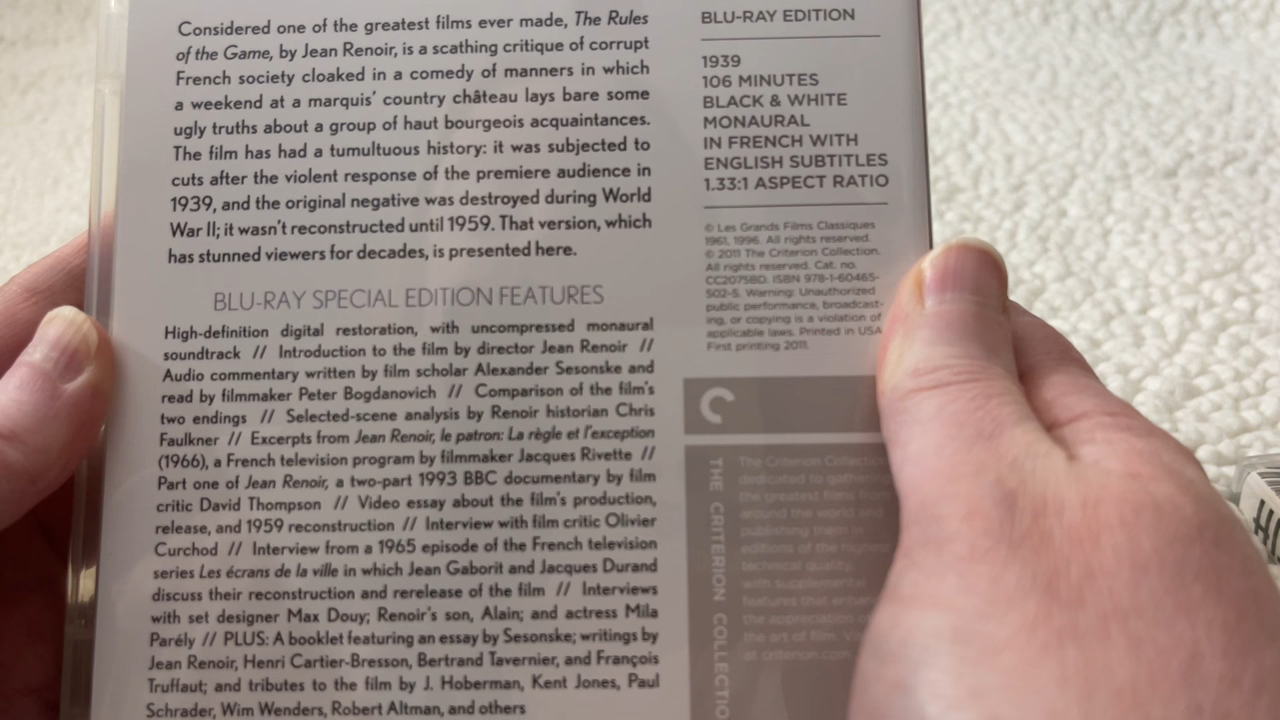 Considered one of the greatest films ever made, The Rules
of the Game, by Jean Renoir, is a scathing critique of corrupt
French society cloaked in a comedy of manners in which
a weekend at a marquis’ country château lays bare some
ugly truths about a group of haut bourgeois acquaintances.
The film has had a tumultuous history: it was subjected to
cuts after the violent response of the premiere audience in
1939, and the original negative was destroyed during World
War II; it wasn’t reconstructed until 1959. That version, which
has stunned viewers for decades, is presented here.
BLU-RAY SPECIAL EDITION FEATURES
High-definition digital restoration, with uncompressed monaural
soundtrack // Introduction to the film by director Jean Renoir //
Audio commentary written by film scholar Alexander Sesonske and
read by filmmaker Peter Bogdanovich // Comparison of the film’s
two endings // Selected-scene analysis by Renoir historian Chris
Faulkner // Excerpts from Jean Renoir, le patron: La règle et l’exception
(1966), a French television program by filmmaker Jacques Rivette //
Part one of Jean Renoir, a two-part 1993 BBC documentary by film
critic David Thompson // Video essay about the film’s production,
release, and 1959 reconstruction // Interview with film critic Olivier
Curchod // Interview from a 1965 episode of the French television
series Les écrans de la ville in which Jean Gaborit and Jacques Durand
discuss their reconstruction and rerelease of the film // Interviews
with set designer Max Douy; Renoir’s son, Alain; and actress Mila
Parély // PLUS: A booklet featuring an essay by Sesonske; writings by
Jean Renoir, Henri Cartier-Bresson, Bertrand Tavernier, and François
Truffaut; and tributes to the film by J. Hoberman, Kent Jones, Paul
Schrader, Wim Wenders, Robert Altman, and others
BLU-RAY EDITION
1939
106 MINUTES
BLACK & WHITE
MONAURAL
IN FRENCH WITH
ENGLISH SUBTITLES
1.33:1 ASPECT RATIO
© Les Grands Films Classiques
1961, 1996. All rights reserved.
© 2011 The Criterion Collection.
All rights reserved. Cat. no.
CC2075BD. ISBN 978-1-60465-
502-5. Warning: Unauthorized
public performance, broadcast-
ing, or copying is a violation of
applicable laws. Printed in USA
First printing 2011.
THE CRITERION COLLECTIO
The Criterion Collection
dedicated to gathering
the greatest films from
around the world and
publishing them in
editions of the highest
technical quality,
with supplemental
features that enhance
the appreciation of
the art of film.
at criterion.com